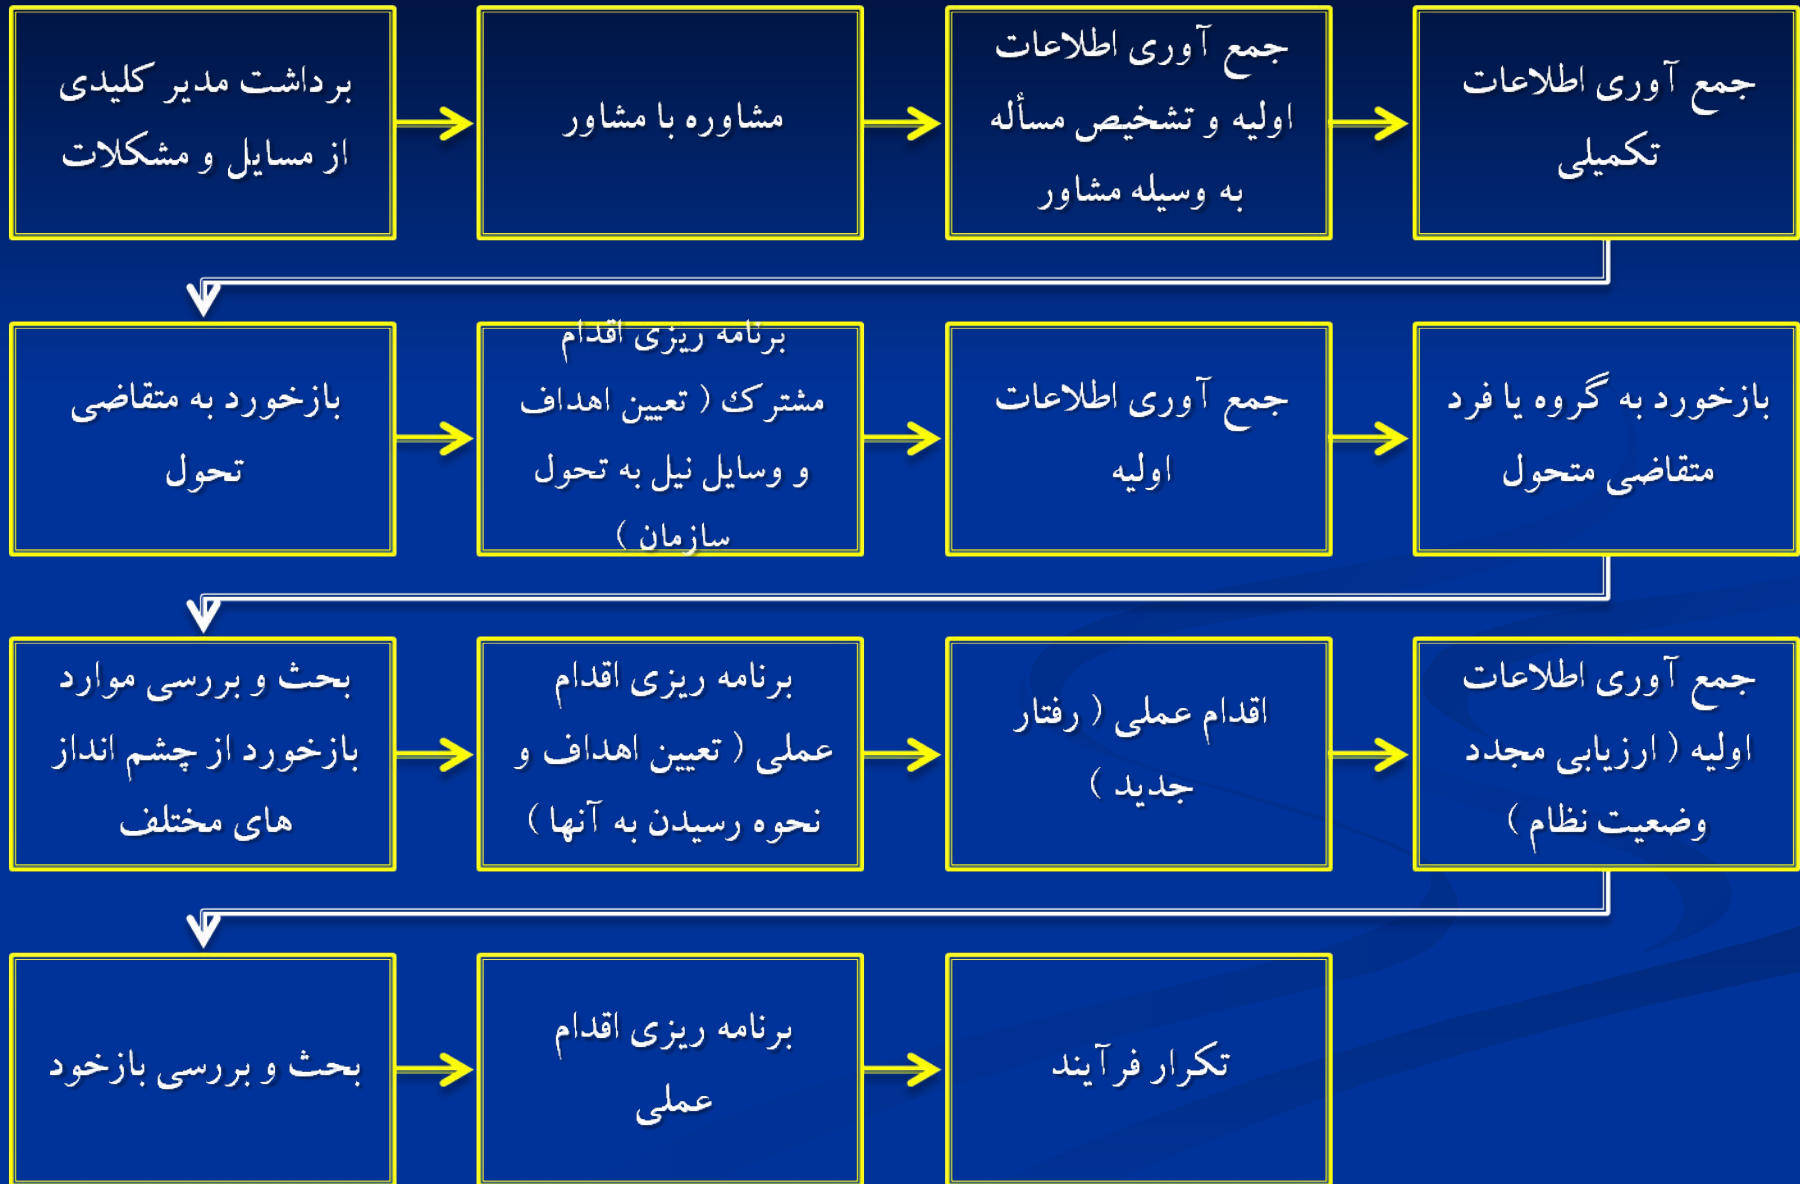 برداشت مدیر کلیدی
از مسایل و مشکلات
مشاوره با مشاور
جمع آوری اطلاعات
اولیه و تشخیص مسأله
به وسیله مشاور
جمع آوری اطلاعات
تکمیلی
بازخورد به متقاضی
تحول
برنامه ریزی اقدام
مشترک ( تعیین اهداف
و وسایل نیل به تحول
سازمان )
جمع آوری اطلاعات
اولیه
بازخورد به گروه یا فرد
متقاضی متحول
بحث و بررسی موارد
بازخورد از چشم انداز
های مختلف
برنامه ریزی اقدام
عملی ( تعیین اهداف و
نحوه رسیدن به آنها )
اقدام عملی ( رفتار
جدید )
جمع آوری اطلاعات
اولیه ( ارزیابی مجدد
وضعیت نظام )
بحث و بررسی بازخود
برنامه ریزی اقدام
عملی
تکرار فرآیند